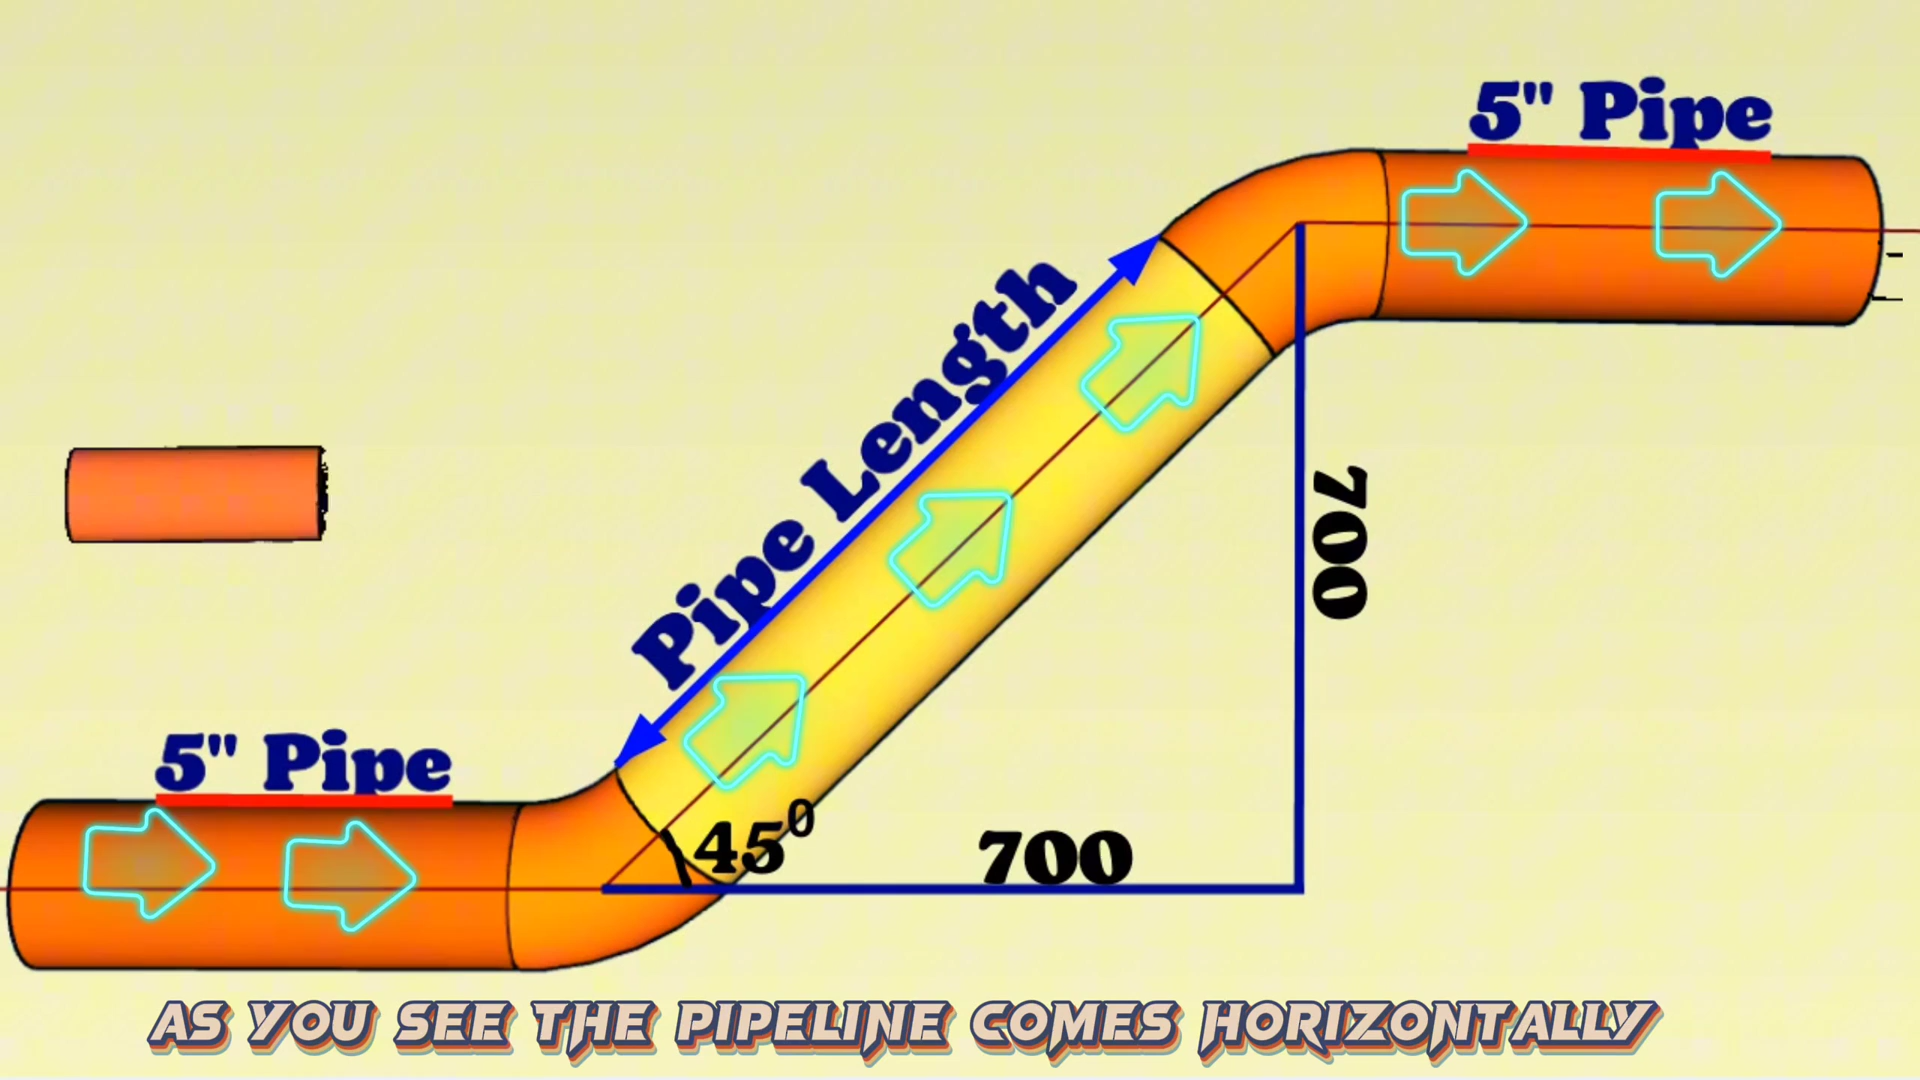 5" Pipe
Pipe Length
700
5" Pipe
45⁰
700
AS YOU SEE THE PIPELINE COMES HORIZONTALLY